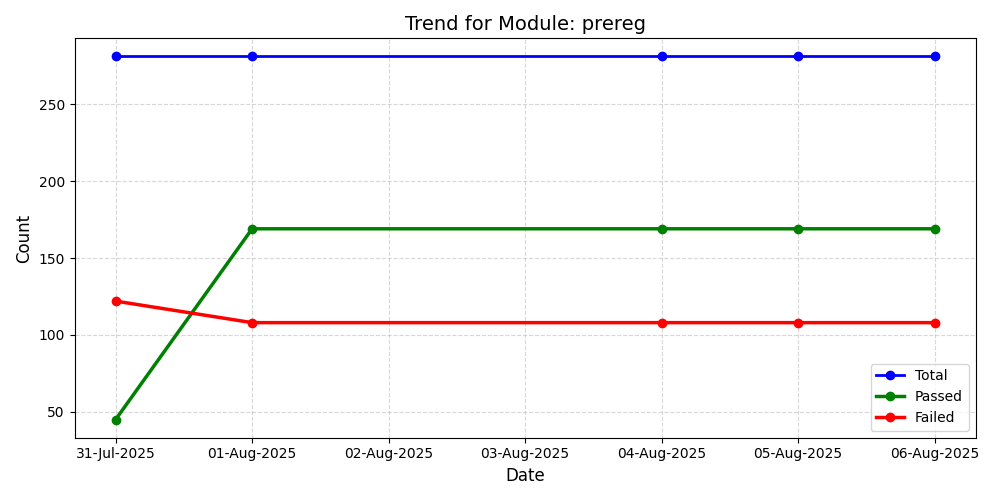 Trend for Module: prereg
Count
250
200
150
100
50
Total
Passed
Failed
31-Jul-2025 01-Aug-2025 02-Aug-2025 03-Aug-2025 04-Aug-2025 05-Aug-2025 06-Aug-2025
Date